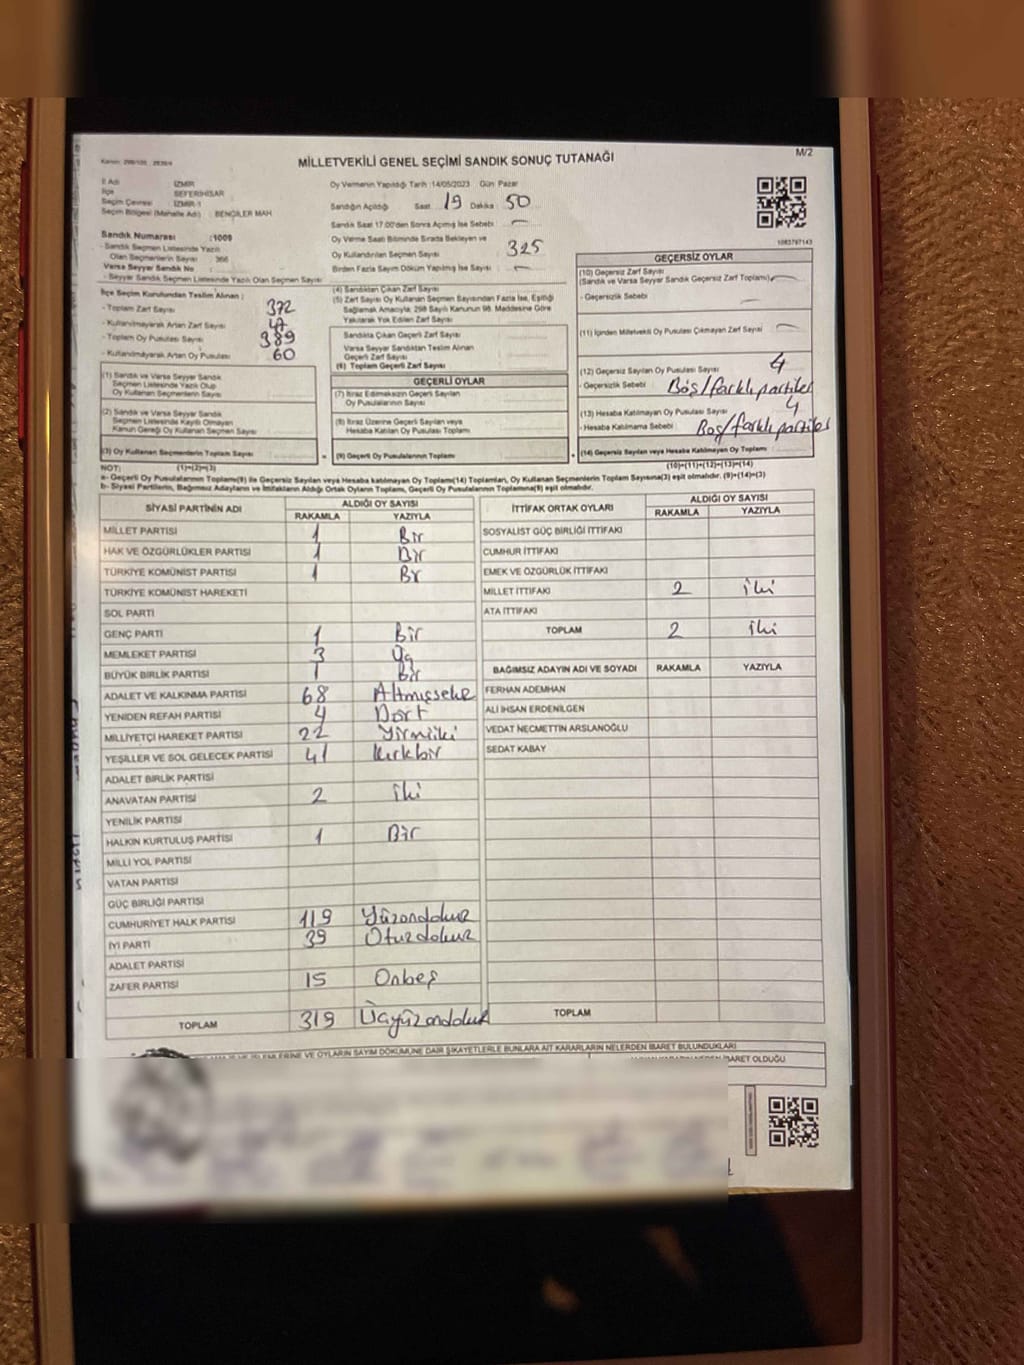 M/2
Kanun: 298/105, 2839/4
MİLLETVEKİLİ GENEL SEÇİMİ SANDIK SONUÇ TUTANAĞI
İl Adı : İZMİR
İlçe : SEFERİHİSAR
Seçim Çevresi : İZMİR-1
Seçim Bölgesi (Mahalle Adı) : BENGİLER MAH
Oy Vermenin Yapıldığı Tarih :14/05/2023 Gün: Pazar
Sandığın Açıldığı Saat 19 Dakika 50
Sandık Saat 17.00'den Sonra Açılmış İse Sebebi —
Oy Verme Saati Bitiminde Sırada Bekleyen ve
Oy Kullandırılan Seçmen Sayısı 325
Birden Fazla Sayım Döküm Yapılmış İse Sayısı —
1083797143
Sandık Numarası :1009
- Sandık Seçmen Listesinde Yazılı
Olan Seçmenlerin Sayısı : 366
Varsa Seyyar Sandık No :
- Seyyar Sandık Seçmen Listesinde Yazılı Olan Seçmen Sayısı :
İlçe Seçim Kurulundan Teslim Alınan :
- Toplam Zarf Sayısı : 372
- Kullanılmayarak Artan Zarf Sayısı : 47
- Toplam Oy Pusulası Sayısı : 389
- Kullanılmayarak Artan Oy Pusulası : 60
(1) Sandık ve Varsa Seyyar Sandık
Seçmen Listesinde Yazılı Olup
Oy Kullanan Seçmenlerin Sayısı
(2) Sandık ve Varsa Seyyar Sandık
Seçmen Listesinde Kayıtlı Olmayan
Kanun Gereği Oy Kullanan Seçmen Sayısı
(3) Oy Kullanan Seçmenlerin Toplam Sayısı
(4) Sandıktan Çıkan Zarf Sayısı
(5) Zarf Sayısı Oy Kullanan Seçmen Sayısından Fazla İse, Eşitliği
Sağlamak Amacıyla, 298 Sayılı Kanunun 98. Maddesine Göre
Yakılarak Yok Edilen Zarf Sayısı
Sandıkta Çıkan Geçerli Zarf Sayısı
Varsa Seyyar Sandıktan Teslim Alınan
Geçerli Zarf Sayısı
(6) Toplam Geçerli Zarf Sayısı
GEÇERLİ OYLAR
(7) İtiraz Edilmeksizin Geçerli Sayılan
Oy Pusulalarının Sayısı
(8) İtiraz Üzerine Geçerli Sayılan veya
Hesaba Katılan Oy Pusulası Toplamı
(9) Geçerli Oy Pusulalarının Toplamı
GEÇERSİZ OYLAR
(10) Geçersiz Zarf Sayısı
(Sandık ve Varsa Seyyar Sandık Geçersiz Zarf Toplamı) —
- Geçersizlik Sebebi —
(11) İçinden Milletvekili Oy Pusulası Çıkmayan Zarf Sayısı —
(12) Geçersiz Sayılan Oy Pusulası Sayısı 4
- Geçersizlik Sebebi : Boş/farklı partiler
(13) Hesaba Katılmayan Oy Pusulası Sayısı 4
- Hesaba Katılmama Sebebi : Boş/farklı partiler
(14) Geçersiz Sayılan veya Hesaba Katılmayan Oy Toplamı
NOT: (1)+(2)=(3) (10)+(11)+(12)+(13)=(14)
a- Geçerli Oy Pusulasının Toplamı(9) ile Geçersiz Sayılan veya Hesaba katılmayan Oy Toplamı(14) Toplamları, Oy Kullanan Seçmenlerin Toplam Sayısına(3) eşit olmalıdır. (9)+(14)=(3)
b- Siyasi Partilerin, Bağımsız Adayların ve İttifakların Aldığı Ortak Oyların Toplamı, Geçerli Oy Pusulalarının Toplamına(9) eşit olmalıdır.
SİYASİ PARTİNİN ADI ALDIĞI OY SAYISI
RAKAMLA YAZIYLA
MİLLET PARTİSİ 1 Bir
HAK VE ÖZGÜRLÜKLER PARTİSİ 1 Bir
TÜRKİYE KOMÜNİST PARTİSİ 1 Br
TÜRKİYE KOMÜNİST HAREKETİ
SOL PARTİ
GENÇ PARTİ 1 Bir
MEMLEKET PARTİSİ 3 Üç
BÜYÜK BİRLİK PARTİSİ 1 Bir
ADALET VE KALKINMA PARTİSİ 68 Altmışsekiz
YENİDEN REFAH PARTİSİ 4 Dört
MİLLİYETÇİ HAREKET PARTİSİ 22 Yirmiiki
YEŞİLLER VE SOL GELECEK PARTİSİ 41 Kırkbir
ADALET BİRLİK PARTİSİ
ANAVATAN PARTİSİ 2 İki
YENİLİK PARTİSİ
HALKIN KURTULUŞ PARTİSİ 1 Bir
MİLLİ YOL PARTİSİ
VATAN PARTİSİ
GÜÇ BİRLİĞİ PARTİSİ
CUMHURİYET HALK PARTİSİ 119 Yüzondokuz
İYİ PARTİ 39 Otuzdokuz
ADALET PARTİSİ
ZAFER PARTİSİ 15 Onbeş
TOPLAM 319 Üçyüzondokuz
İTTİFAK ORTAK OYLARI ALDIĞI OY SAYISI
RAKAMLA YAZIYLA
SOSYALİST GÜÇ BİRLİĞİ İTTİFAKI
CUMHUR İTTİFAKI
EMEK VE ÖZGÜRLÜK İTTİFAKI
MİLLET İTTİFAKI 2 iki
ATA İTTİFAKI
TOPLAM 2 iki
BAĞIMSIZ ADAYIN ADI VE SOYADI RAKAMLA YAZIYLA
FERHAN ADEMHAN
ALİ İHSAN ERDENİLGEN
VEDAT NECMETTİN ARSLANOĞLU
SEDAT KABAY
TOPLAM
İŞLEMLERİNE VE OYLARIN SAYIM DÖKÜMÜNE DAİR ŞİKAYETLERLE BUNLARA AİT KARARLARIN NELERDEN İBARET BULUNDUKLARI
İBARET OLDUĞU